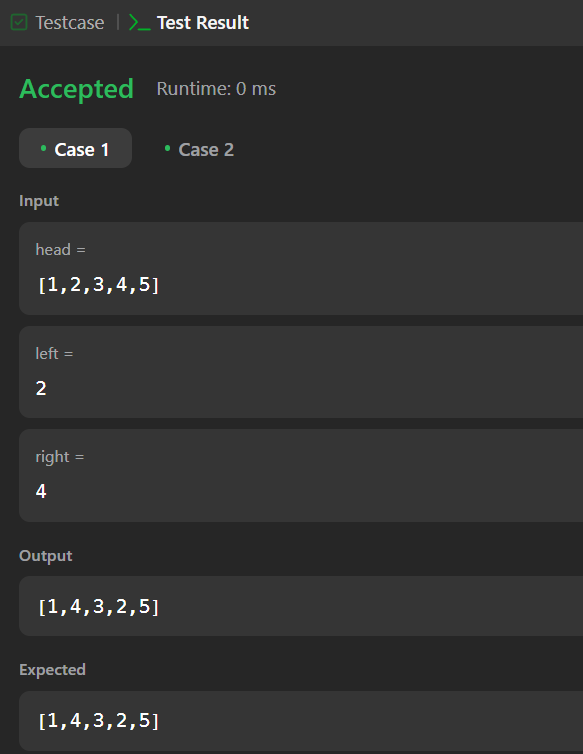 Testcase | >_ Test Result
Accepted Runtime: 0 ms
• Case 1 • Case 2
Input
head =
[1,2,3,4,5]
left =
2
right =
4
Output
[1,4,3,2,5]
Expected
[1,4,3,2,5]